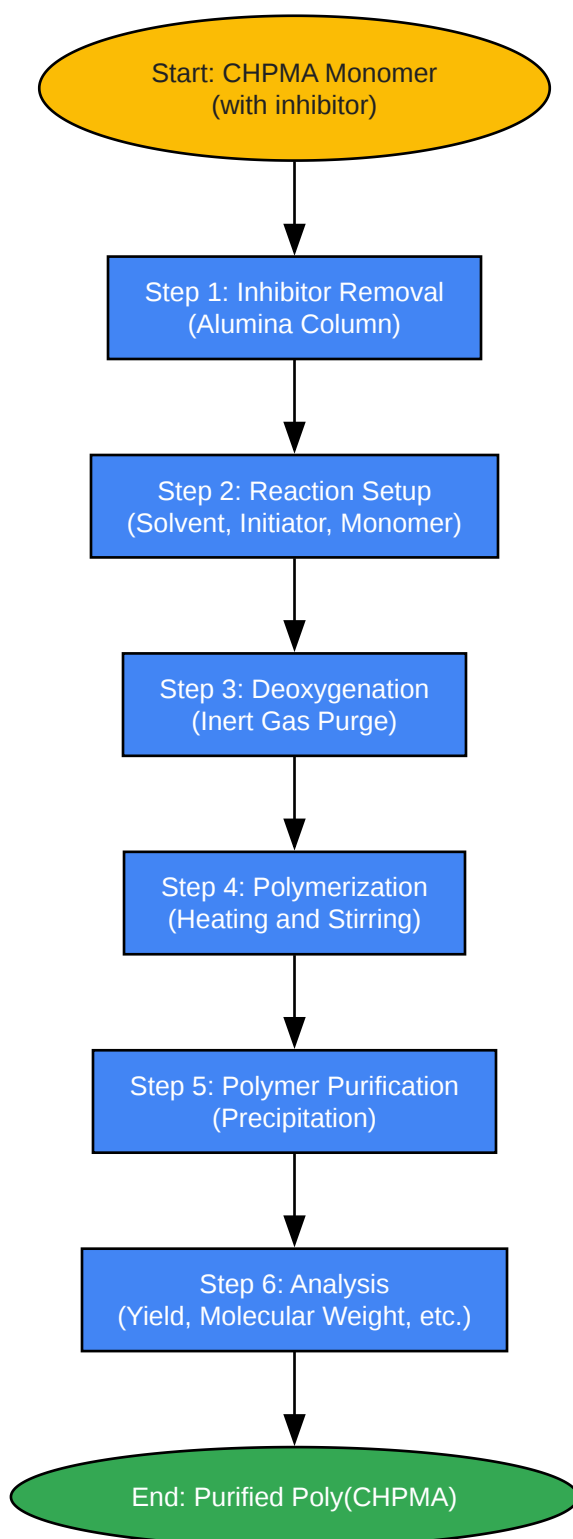 Start: CHPMA Monomer
(with inhibitor)
Step 1: Inhibitor Removal
(Alumina Column)
Step 2: Reaction Setup
(Solvent, Initiator, Monomer)
Step 3: Deoxygenation
(Inert Gas Purge)
Step 4: Polymerization
(Heating and Stirring)
Step 5: Polymer Purification
(Precipitation)
Step 6: Analysis
(Yield, Molecular Weight, etc.)
End: Purified Poly(CHPMA)